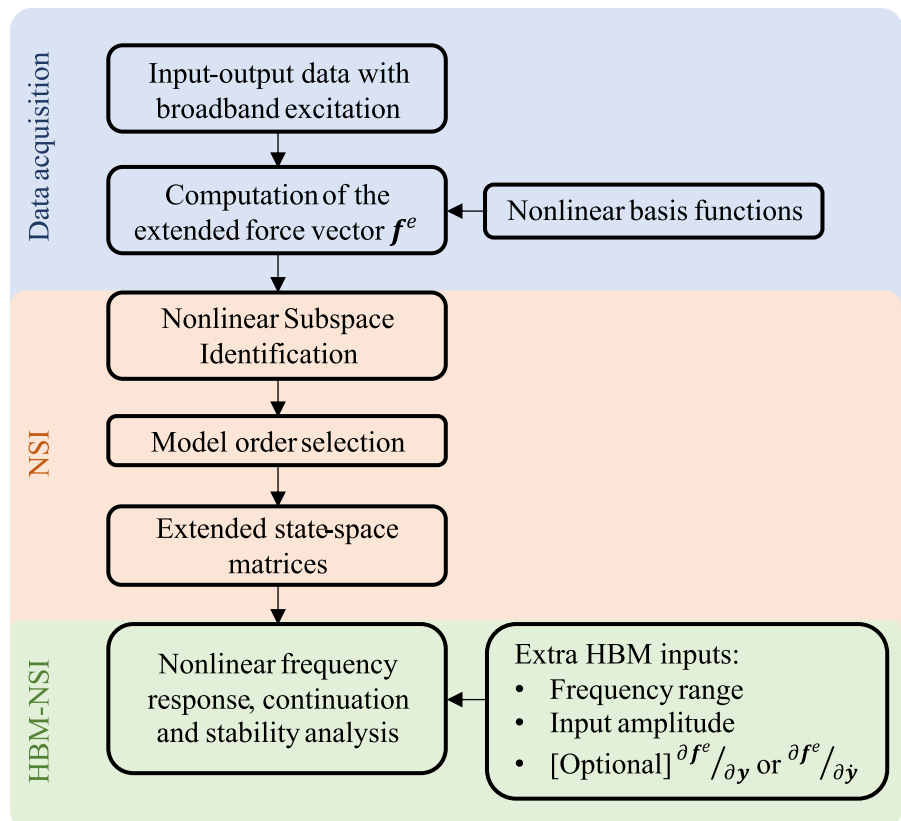 Data acquisition
Input-output data with
broadband excitation
Computation of the
extended force vector 𝒇ᵉ
Nonlinear basis functions
NSI
Nonlinear Subspace
Identification
Model order selection
Extended state-space
matrices
HBM-NSI
Nonlinear frequency
response, continuation
and stability analysis
Extra HBM inputs:
• Frequency range
• Input amplitude
• [Optional] ∂𝒇ᵉ/∂𝒚 or ∂𝒇ᵉ/∂𝒚̇